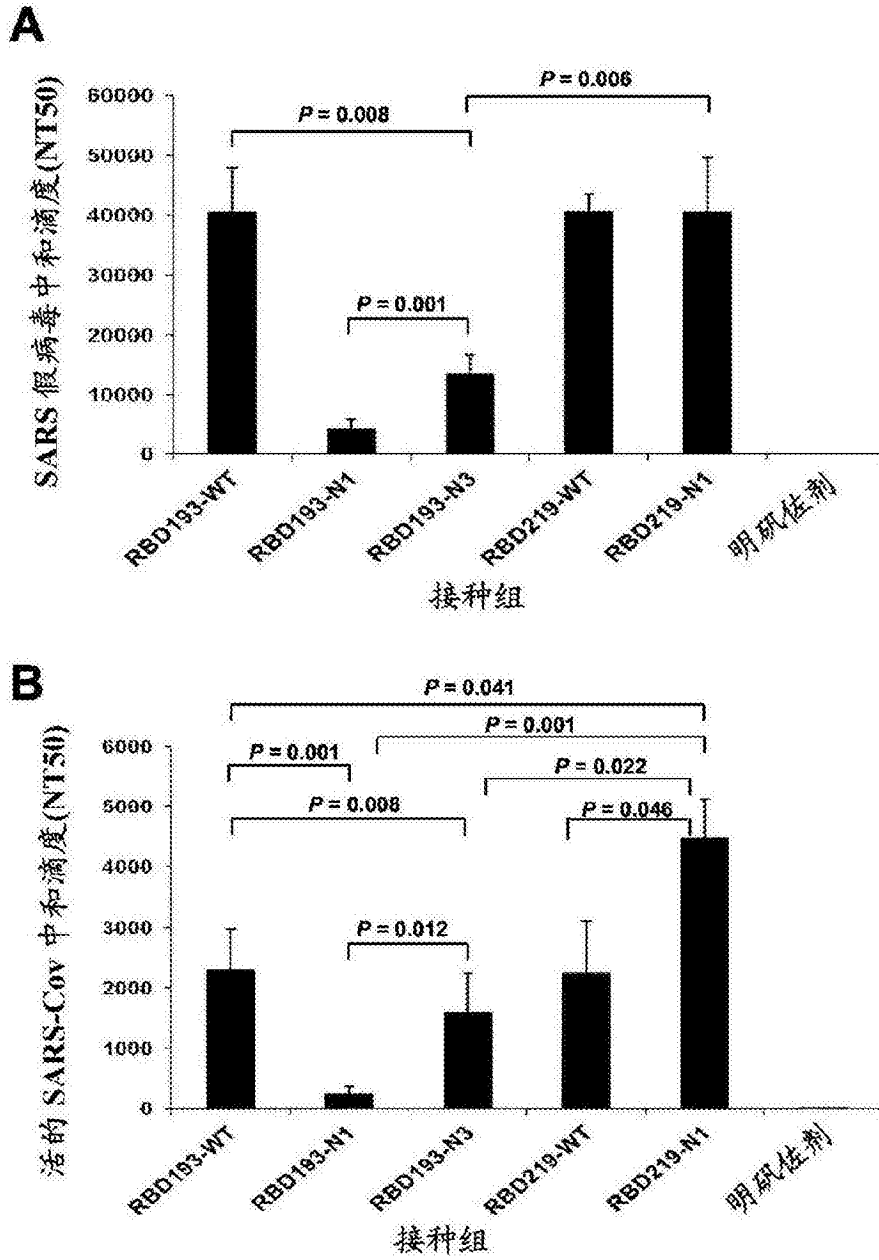 A
SARS 假病毒中和滴度(NT50)
60000
50000
40000
30000
20000
10000
0
P = 0.008
P = 0.006
P = 0.001
RBD193-WT
RBD193-N1
RBD193-N3
RBD219-WT
RBD219-N1
明矾佐剂
接种组
B
活的 SARS-Cov 中和滴度(NT50)
6000
5000
4000
3000
2000
1000
0
P = 0.041
P = 0.001
P = 0.001
P = 0.022
P = 0.008
P = 0.046
P = 0.012
RBD193-WT
RBD193-N1
RBD193-N3
RBD219-WT
RBD219-N1
明矾佐剂
接种组